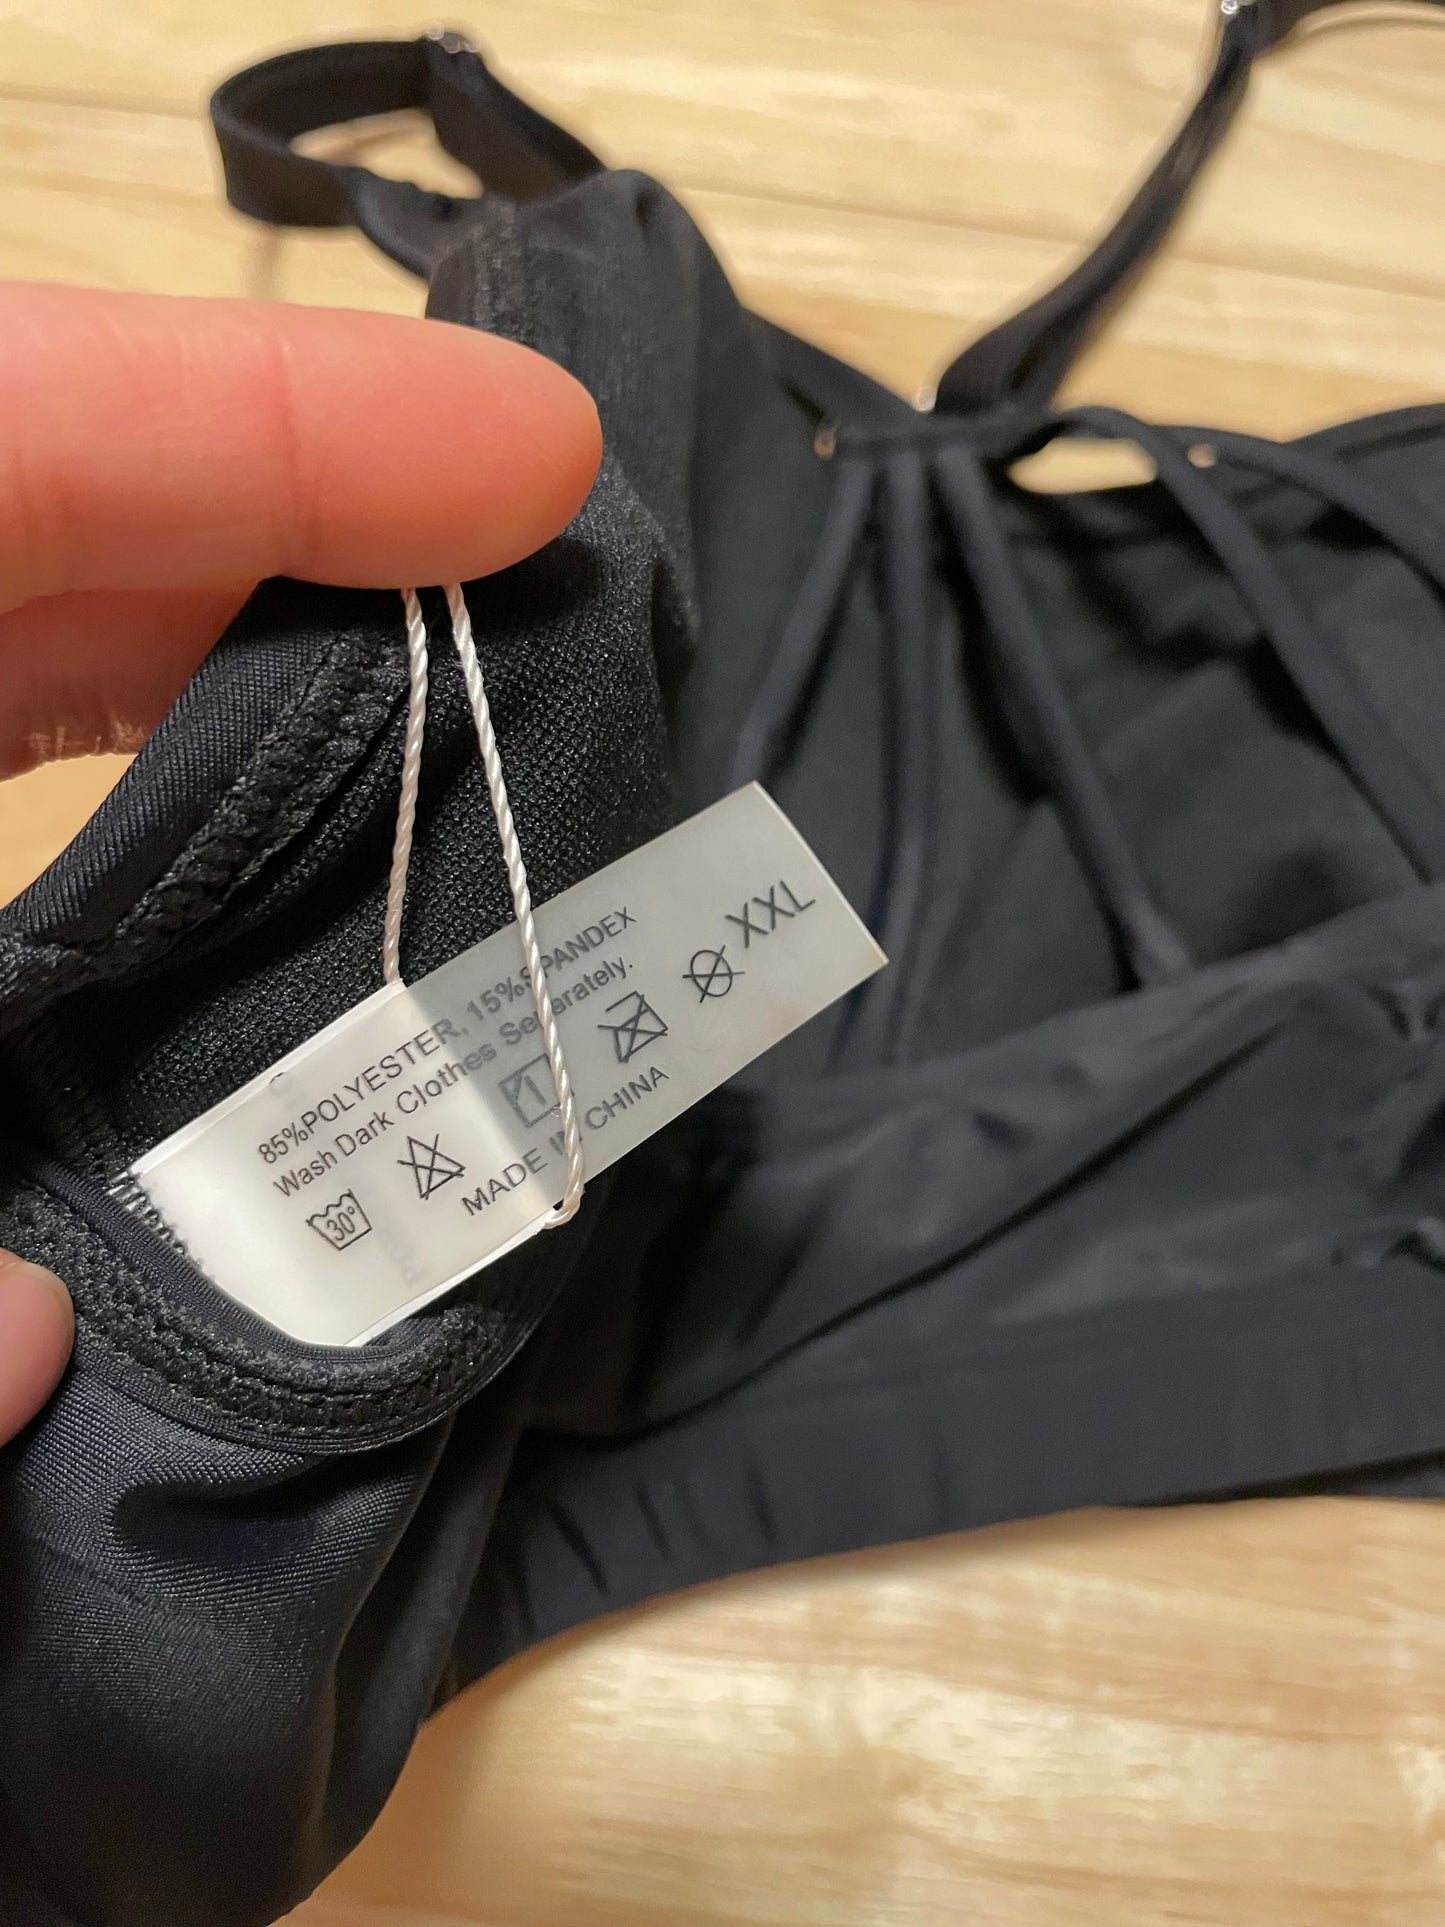 85%POLYESTER, 15%SPANDEX
Wash Dark Clothes Separately.
30°
MADE IN CHINA
XXL